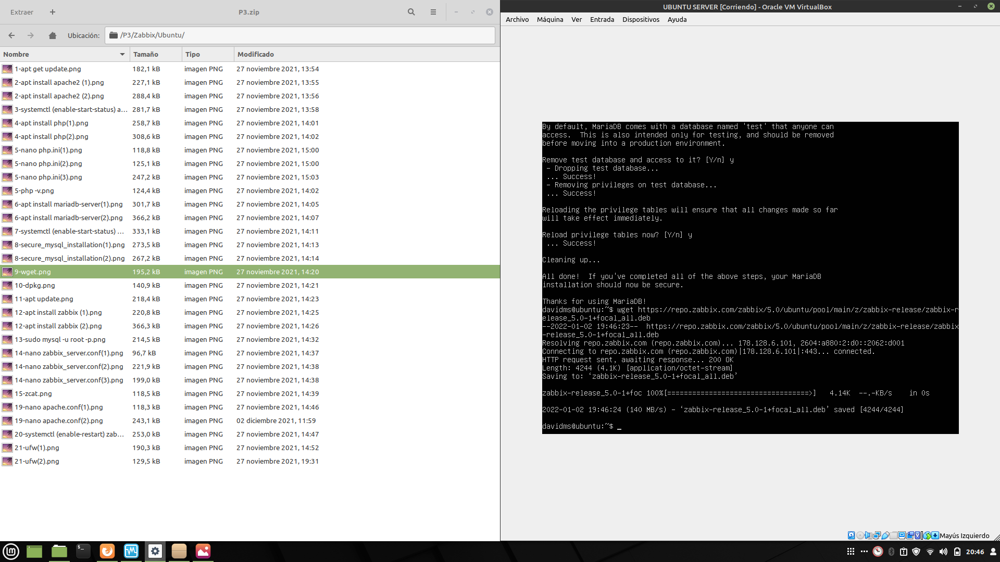 Extraer
+
P3.zip
Ubicación:
/P3/Zabbix/Ubuntu/
Nombre Tamaño Tipo Modificado
1-apt get update.png 182,1 kB imagen PNG 27 noviembre 2021, 13:54
2-apt install apache2 (1).png 227,1 kB imagen PNG 27 noviembre 2021, 13:55
2-apt install apache2 (2).png 288,4 kB imagen PNG 27 noviembre 2021, 13:56
3-systemctl (enable-start-status) a... 281,7 kB imagen PNG 27 noviembre 2021, 13:58
4-apt install php(1).png 258,7 kB imagen PNG 27 noviembre 2021, 14:01
4-apt install php(2).png 308,6 kB imagen PNG 27 noviembre 2021, 14:02
5-nano php.ini(1).png 118,8 kB imagen PNG 27 noviembre 2021, 15:00
5-nano php.ini(2).png 125,1 kB imagen PNG 27 noviembre 2021, 15:00
5-nano php.ini(3).png 247,2 kB imagen PNG 27 noviembre 2021, 15:03
5-php -v.png 124,4 kB imagen PNG 27 noviembre 2021, 14:02
6-apt install mariadb-server(1).png 301,7 kB imagen PNG 27 noviembre 2021, 14:05
6-apt install mariadb-server(2).png 366,2 kB imagen PNG 27 noviembre 2021, 14:07
7-systemctl (enable-start-status) ... 333,1 kB imagen PNG 27 noviembre 2021, 14:11
8-secure_mysql_installation(1).png 273,5 kB imagen PNG 27 noviembre 2021, 14:13
8-secure_mysql_installation(2).png 267,2 kB imagen PNG 27 noviembre 2021, 14:14
9-wget.png 195,2 kB imagen PNG 27 noviembre 2021, 14:20
10-dpkg.png 140,9 kB imagen PNG 27 noviembre 2021, 14:21
11-apt update.png 218,4 kB imagen PNG 27 noviembre 2021, 14:23
12-apt install zabbix (1).png 220,8 kB imagen PNG 27 noviembre 2021, 14:25
12-apt install zabbix (2).png 366,3 kB imagen PNG 27 noviembre 2021, 14:26
13-sudo mysql -u root -p.png 214,5 kB imagen PNG 27 noviembre 2021, 14:32
14-nano zabbix_server.conf(1).png 96,7 kB imagen PNG 27 noviembre 2021, 14:37
14-nano zabbix_server.conf(2).png 221,9 kB imagen PNG 27 noviembre 2021, 14:38
14-nano zabbix_server.conf(3).png 199,0 kB imagen PNG 27 noviembre 2021, 14:38
15-zcat.png 118,5 kB imagen PNG 27 noviembre 2021, 14:39
19-nano apache.conf(1).png 118,3 kB imagen PNG 27 noviembre 2021, 14:46
19-nano apache.conf(2).png 243,1 kB imagen PNG 02 diciembre 2021, 11:59
20-systemctl (enable-restart) zab... 253,0 kB imagen PNG 27 noviembre 2021, 14:47
21-ufw(1).png 190,3 kB imagen PNG 27 noviembre 2021, 14:52
21-ufw(2).png 129,5 kB imagen PNG 27 noviembre 2021, 19:31
UBUNTU SERVER [Corriendo] - Oracle VM VirtualBox
Archivo Máquina Ver Entrada Dispositivos Ayuda
By default, MariaDB comes with a database named 'test' that anyone can
access.  This is also intended only for testing, and should be removed
before moving into a production environment.
Remove test database and access to it? [Y/n] y
 - Dropping test database...
 ... Success!
 - Removing privileges on test database...
 ... Success!
Reloading the privilege tables will ensure that all changes made so far
will take effect immediately.
Reload privilege tables now? [Y/n] y
 ... Success!
Cleaning up...
All done!  If you've completed all of the above steps, your MariaDB
installation should now be secure.
Thanks for using MariaDB!
davidms@ubuntu:~$ wget https://repo.zabbix.com/zabbix/5.0/ubuntu/pool/main/z/zabbix-release/zabbix-r
elease_5.0-1+focal_all.deb
--2022-01-02 19:46:23--  https://repo.zabbix.com/zabbix/5.0/ubuntu/pool/main/z/zabbix-release/zabbix
-release_5.0-1+focal_all.deb
Resolving repo.zabbix.com (repo.zabbix.com)... 178.128.6.101, 2604:a880:2:d0::2062:d001
Connecting to repo.zabbix.com (repo.zabbix.com)|178.128.6.101|:443... connected.
HTTP request sent, awaiting response... 200 OK
Length: 4244 (4.1K) [application/octet-stream]
Saving to: ‘zabbix-release_5.0-1+focal_all.deb’
zabbix-release_5.0-1+foc 100%[==================================>]   4.14K  --.-KB/s    in 0s
2022-01-02 19:46:24 (140 MB/s) - ‘zabbix-release_5.0-1+focal_all.deb’ saved [4244/4244]
davidms@ubuntu:~$ _
Mayús Izquierdo
20:46